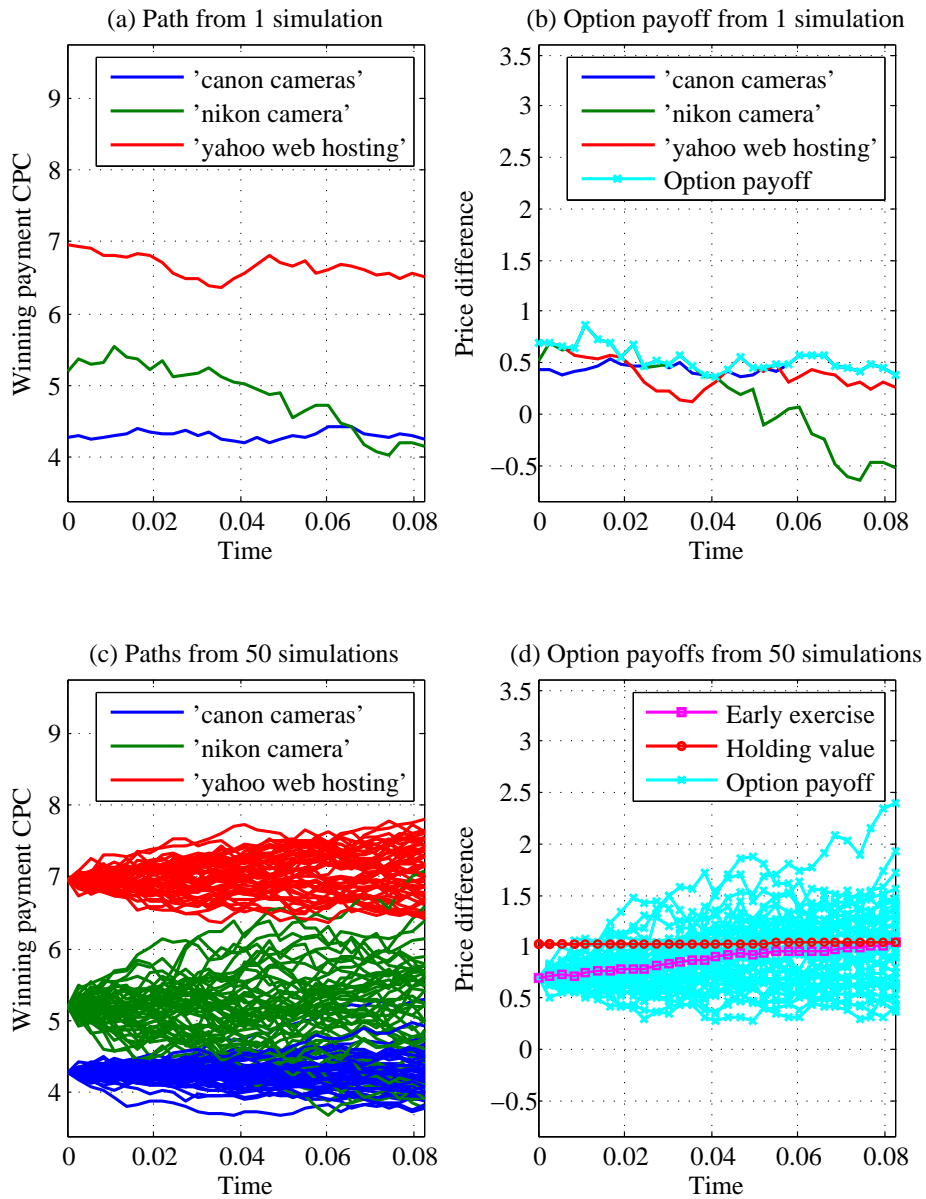 (a) Path from 1 simulation
Winning payment CPC
9
8
7
6
5
4
'canon cameras'
'nikon camera'
'yahoo web hosting'
0 0.02 0.04 0.06 0.08
Time
(b) Option payoff from 1 simulation
Price difference
3.5
3
2.5
2
1.5
1
0.5
0
−0.5
'canon cameras'
'nikon camera'
'yahoo web hosting'
Option payoff
0 0.02 0.04 0.06 0.08
Time
(c) Paths from 50 simulations
Winning payment CPC
9
8
7
6
5
4
'canon cameras'
'nikon camera'
'yahoo web hosting'
0 0.02 0.04 0.06 0.08
Time
(d) Option payoffs from 50 simulations
Price difference
3.5
3
2.5
2
1.5
1
0.5
0
−0.5
Early exercise
Holding value
Option payoff
0 0.02 0.04 0.06 0.08
Time